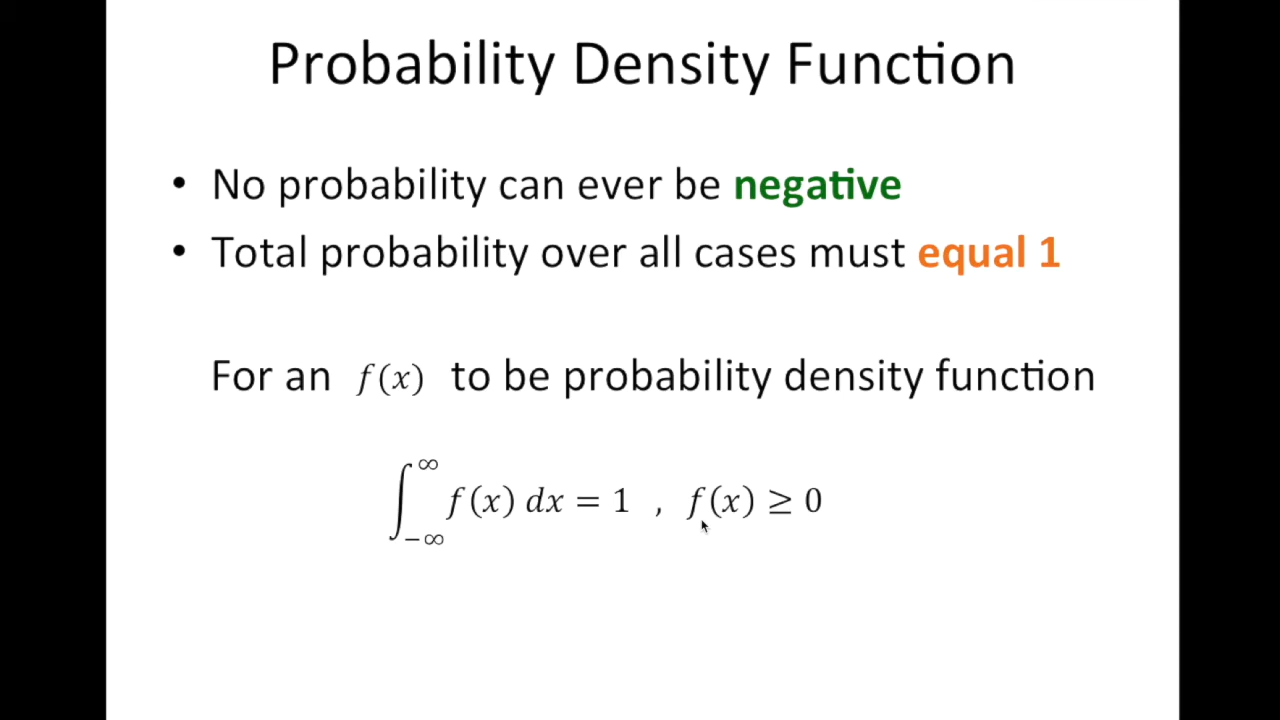 Probability Density Function
• No probability can ever be negative
• Total probability over all cases must equal 1
For an f(x) to be probability density function
∫_{-∞}^{∞} f(x) dx = 1 , f(x) ≥ 0